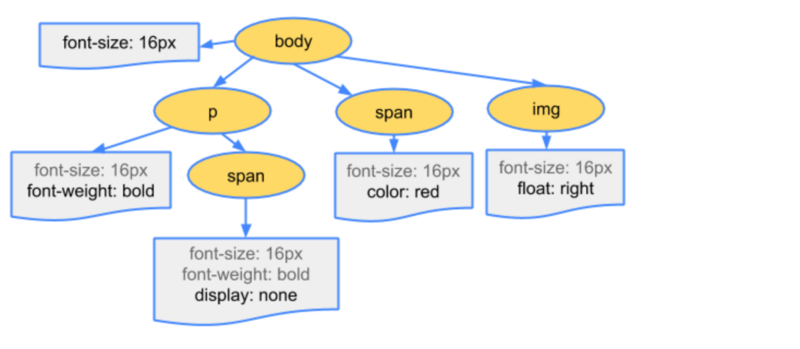 font-size: 16px
body
p
span
img
font-size: 16px
font-weight: bold
span
font-size: 16px
color: red
font-size: 16px
float: right
font-size: 16px
font-weight: bold
display: none